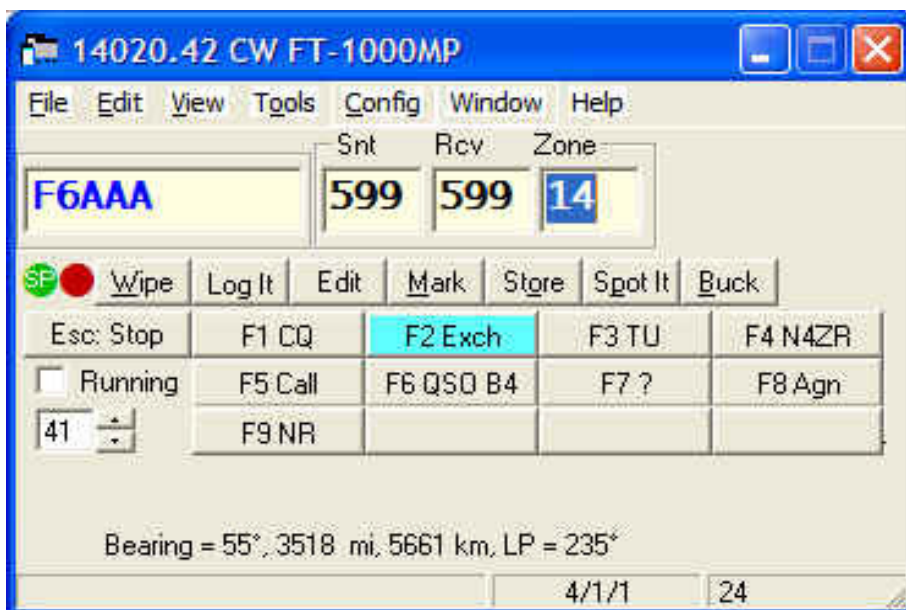 14020.42 CW FT-1000MP
File Edit View Tools Config Window Help
Snt Rcv Zone
F6AAA 599 599 14
SP Wipe Log It Edit Mark Store Spot It Buck
Esc: Stop F1 CQ F2 Exch F3 TU F4 N4ZR
Running F5 Call F6 QSO B4 F7 ? F8 Agn
41 F9 NR
Bearing = 55°, 3518 mi, 5661 km, LP = 235°
4/1/1 24